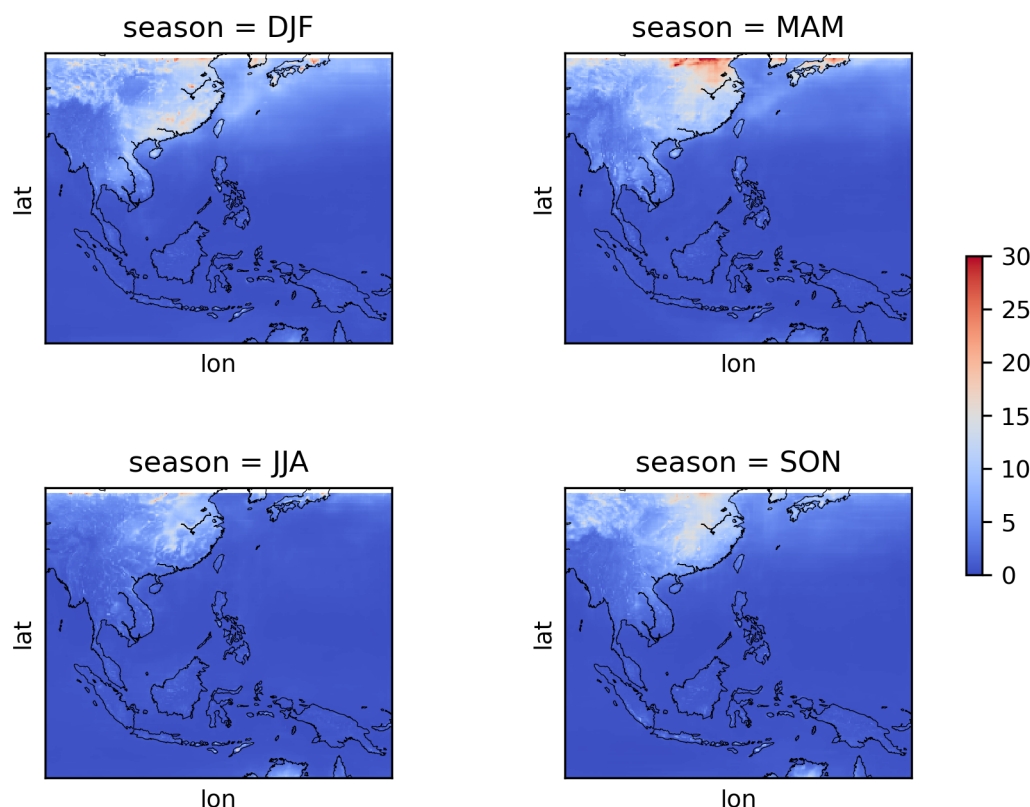 season = DJF
season = MAM
lat
lon
lat
lon
season = JJA
season = SON
lat
lon
lat
lon
30
25
20
15
10
5
0